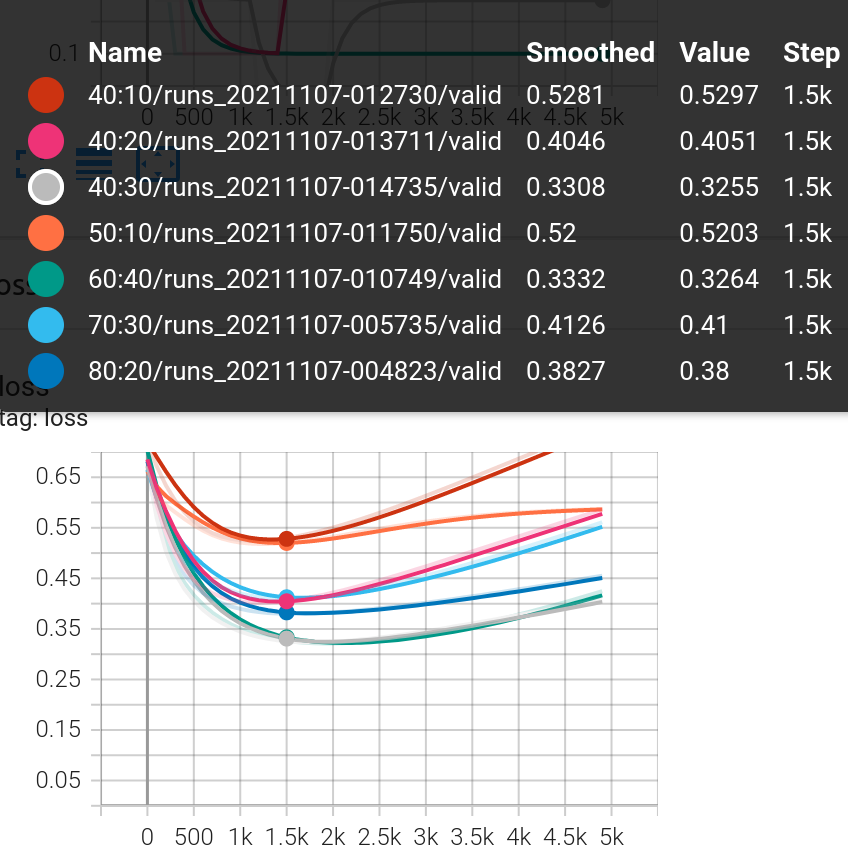 0.1
Name Smoothed Value Step
40:10/runs_20211107-012730/valid 0.5281 0.5297 1.5k
0 500 1k 1.5k 2k 2.5k 3k 3.5k 4k 4.5k 5k
40:20/runs_20211107-013711/valid 0.4046 0.4051 1.5k
40:30/runs_20211107-014735/valid 0.3308 0.3255 1.5k
50:10/runs_20211107-011750/valid 0.52 0.5203 1.5k
60:40/runs_20211107-010749/valid 0.3332 0.3264 1.5k
70:30/runs_20211107-005735/valid 0.4126 0.41 1.5k
80:20/runs_20211107-004823/valid 0.3827 0.38 1.5k
loss
tag: loss
0.65
0.55
0.45
0.35
0.25
0.15
0.05
0 500 1k 1.5k 2k 2.5k 3k 3.5k 4k 4.5k 5k